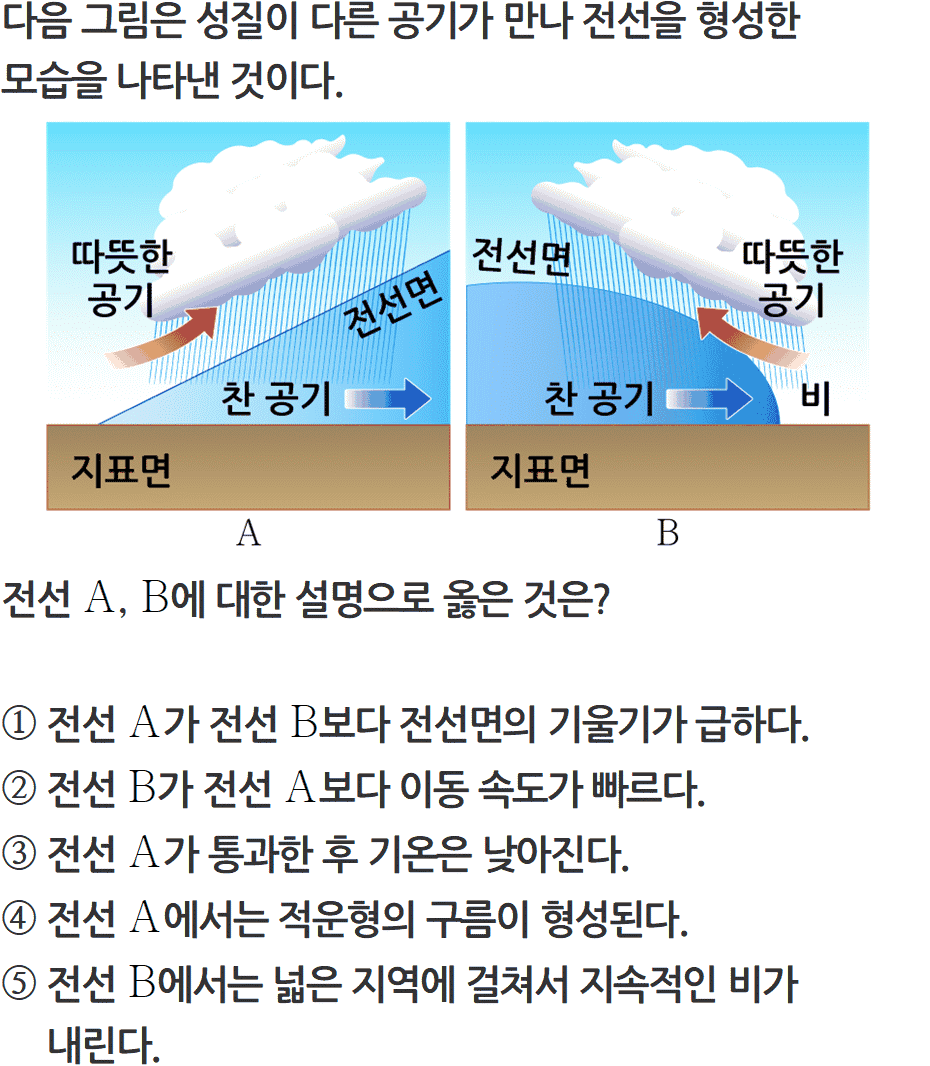 다음 그림은 성질이 다른 공기가 만나 전선을 형성한
모습을 나타낸 것이다.
따뜻한
공기
전선면
찬 공기
지표면
A
전선면
따뜻한
공기
찬 공기
비
지표면
B
전선 A, B에 대한 설명으로 옳은 것은?
① 전선 A가 전선 B보다 전선면의 기울기가 급하다.
② 전선 B가 전선 A보다 이동 속도가 빠르다.
③ 전선 A가 통과한 후 기온은 낮아진다.
④ 전선 A에서는 적운형의 구름이 형성된다.
⑤ 전선 B에서는 넓은 지역에 걸쳐서 지속적인 비가
내린다.